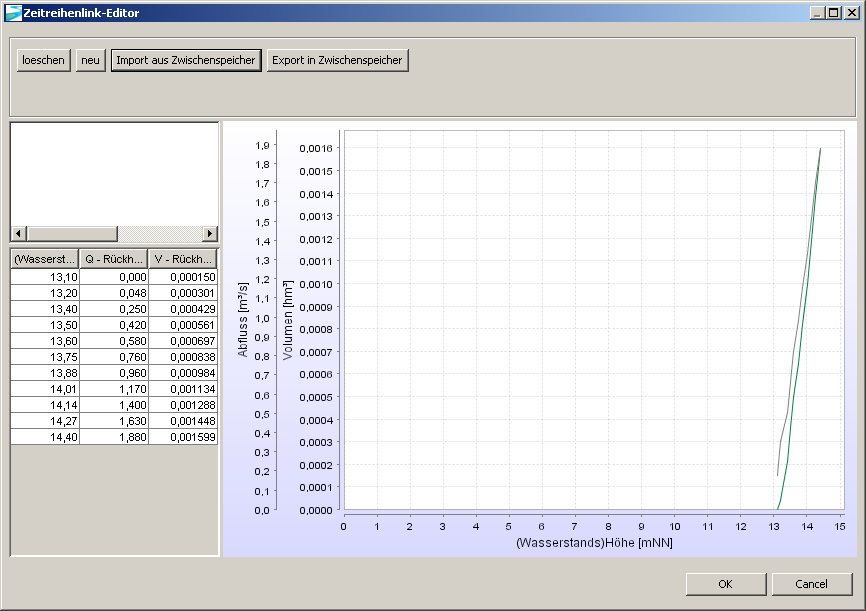 Zeitreihenlink-Editor
loeschen neu Import aus Zwischenspeicher Export in Zwischenspeicher
(Wasserst... Q - Rückh... V - Rückh...
13,10 0,000 0,000150
13,20 0,048 0,000301
13,40 0,250 0,000429
13,50 0,420 0,000561
13,60 0,580 0,000697
13,75 0,760 0,000838
13,88 0,960 0,000984
14,01 1,170 0,001134
14,14 1,400 0,001288
14,27 1,630 0,001448
14,40 1,880 0,001599
Abfluss [m³/s]
1,9
1,8
1,7
1,6
1,5
1,4
1,3
1,2
1,1
1,0
0,9
0,8
0,7
0,6
0,5
0,4
0,3
0,2
0,1
0,0
Volumen [hm³]
0,0016
0,0015
0,0014
0,0013
0,0012
0,0011
0,0010
0,0009
0,0008
0,0007
0,0006
0,0005
0,0004
0,0003
0,0002
0,0001
0,0000
0 1 2 3 4 5 6 7 8 9 10 11 12 13 14 15
(Wasserstands)Höhe [mNN]
OK Cancel